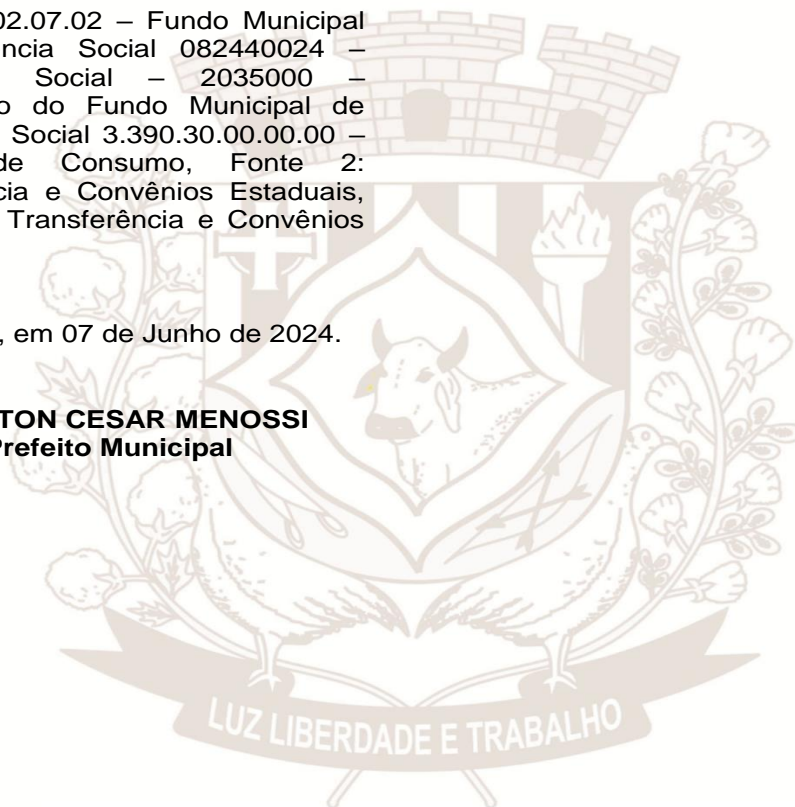 02.07.02 – Fundo Municipal
ncia Social 082440024 –
Social – 2035000 –
o do Fundo Municipal de
Social 3.390.30.00.00.00 –
de Consumo, Fonte 2:
cia e Convênios Estaduais,
Transferência e Convênios
, em 07 de Junho de 2024.
TON CESAR MENOSSI
Prefeito Municipal
LUZ LIBERDADE E TRABALHO